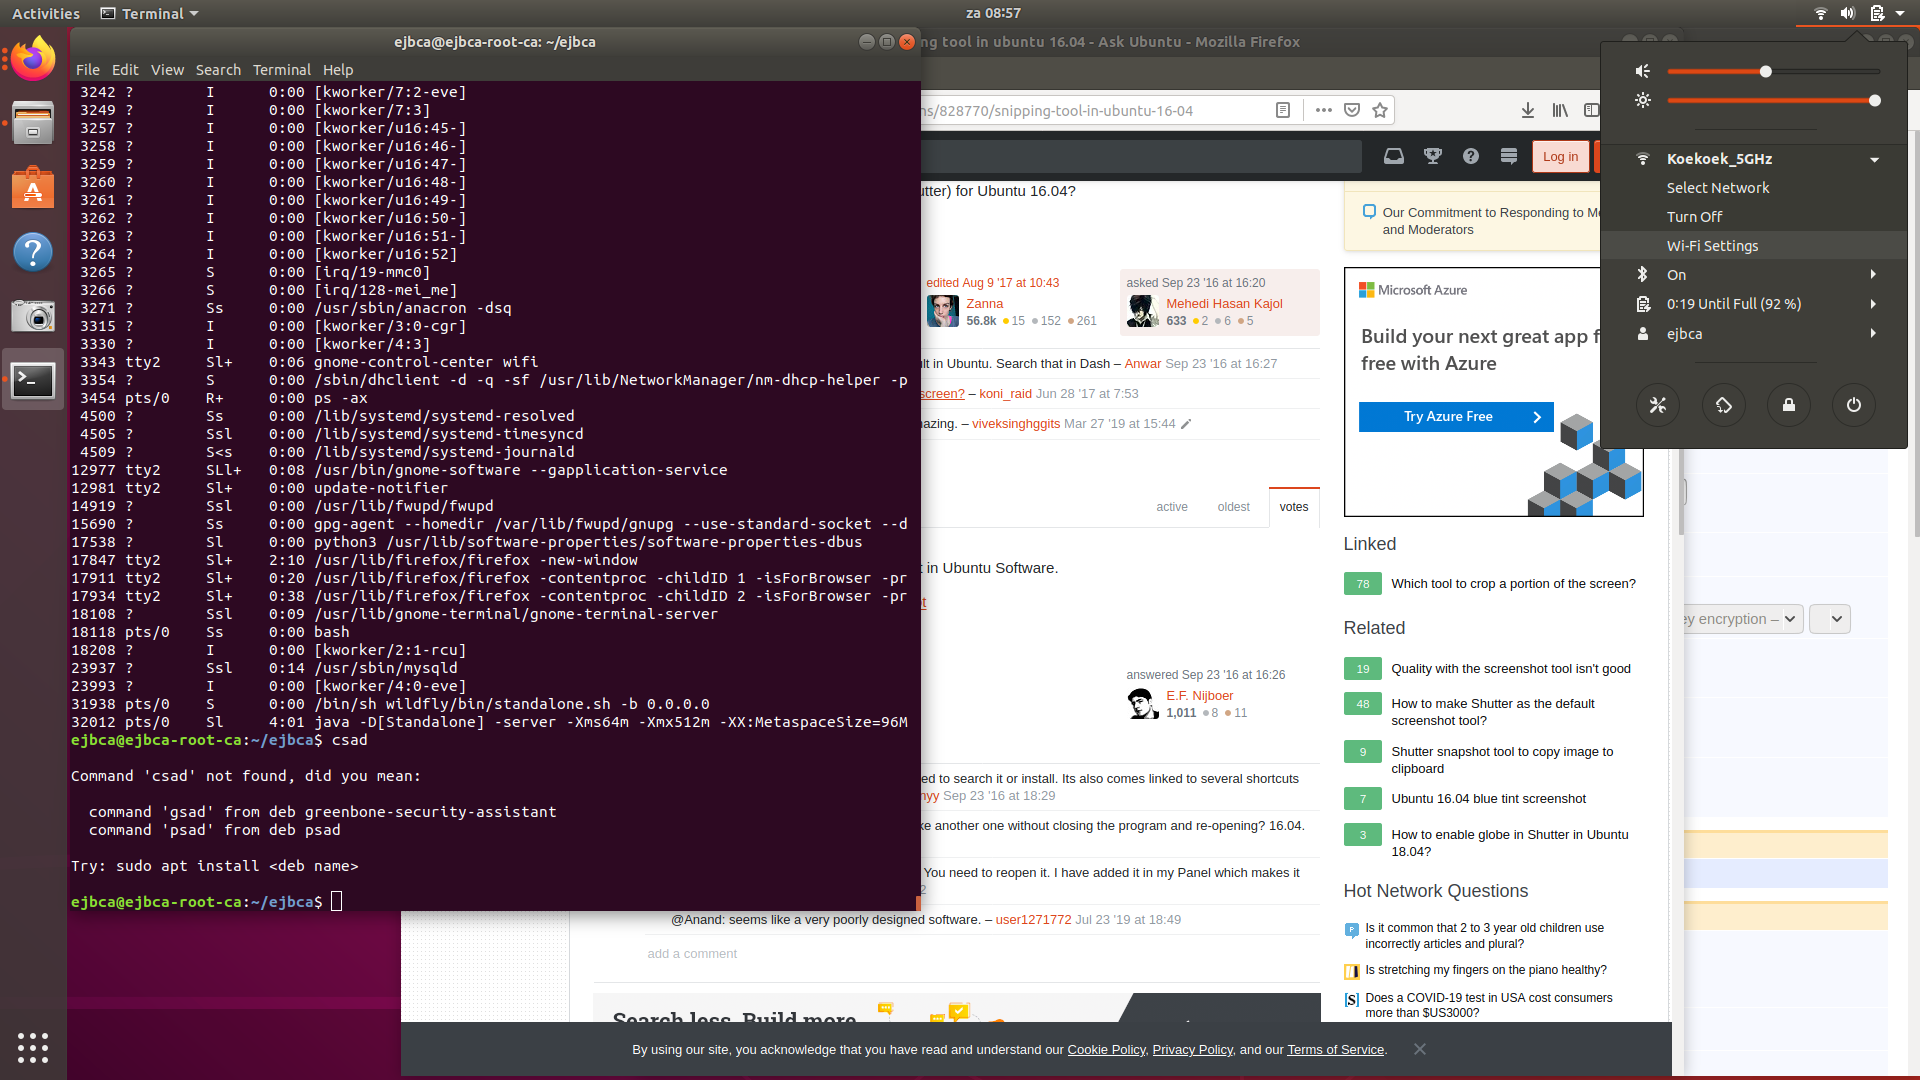 Activities
Terminal
za 08:57
ejbca@ejbca-root-ca: ~/ejbca
File Edit View Search Terminal Help
3242 ? I 0:00 [kworker/7:2-eve]
3249 ? I 0:00 [kworker/7:3]
3257 ? I 0:00 [kworker/u16:45-]
3258 ? I 0:00 [kworker/u16:46-]
3259 ? I 0:00 [kworker/u16:47-]
3260 ? I 0:00 [kworker/u16:48-]
3261 ? I 0:00 [kworker/u16:49-]
3262 ? I 0:00 [kworker/u16:50-]
3263 ? I 0:00 [kworker/u16:51-]
3264 ? I 0:00 [kworker/u16:52]
3265 ? S 0:00 [irq/19-mmc0]
3266 ? S 0:00 [irq/128-mei_me]
3271 ? Ss 0:00 /usr/sbin/anacron -dsq
3315 ? I 0:00 [kworker/3:0-cgr]
3330 ? I 0:00 [kworker/4:3]
3343 tty2 Sl+ 0:06 gnome-control-center wifi
3354 ? S 0:00 /sbin/dhclient -d -q -sf /usr/lib/NetworkManager/nm-dhcp-helper -p
3454 pts/0 R+ 0:00 ps -ax
4500 ? Ss 0:00 /lib/systemd/systemd-resolved
4505 ? Ssl 0:00 /lib/systemd/systemd-timesyncd
4509 ? S<s 0:00 /lib/systemd/systemd-journald
12977 tty2 SLl+ 0:08 /usr/bin/gnome-software --gapplication-service
12981 tty2 Sl+ 0:00 update-notifier
14919 ? Ssl 0:00 /usr/lib/fwupd/fwupd
15690 ? Ss 0:00 gpg-agent --homedir /var/lib/fwupd/gnupg --use-standard-socket --d
17538 ? Sl 0:00 python3 /usr/lib/software-properties/software-properties-dbus
17847 tty2 Sl+ 2:10 /usr/lib/firefox/firefox -new-window
17911 tty2 Sl+ 0:20 /usr/lib/firefox/firefox -contentproc -childID 1 -isForBrowser -pr
17934 tty2 Sl+ 0:38 /usr/lib/firefox/firefox -contentproc -childID 2 -isForBrowser -pr
18108 ? Ssl 0:09 /usr/lib/gnome-terminal/gnome-terminal-server
18118 pts/0 Ss 0:00 bash
18208 ? I 0:00 [kworker/2:1-rcu]
23937 ? Ssl 0:14 /usr/sbin/mysqld
23993 ? I 0:00 [kworker/4:0-eve]
31938 pts/0 S 0:00 /bin/sh wildfly/bin/standalone.sh -b 0.0.0.0
32012 pts/0 Sl 4:01 java -D[Standalone] -server -Xms64m -Xmx512m -XX:MetaspaceSize=96M
ejbca@ejbca-root-ca:~/ejbca$ csad
Command 'csad' not found, did you mean:
command 'gsad' from deb greenbone-security-assistant
command 'psad' from deb psad
Try: sudo apt install <deb name>
ejbca@ejbca-root-ca:~/ejbca$
ng tool in ubuntu 16.04 - Ask Ubuntu - Mozilla Firefox
ns/828770/snipping-tool-in-ubuntu-16-04
Log in
utter) for Ubuntu 16.04?
edited Aug 9 '17 at 10:43
Zanna
56.8k 15 152 261
asked Sep 23 '16 at 16:20
Mehedi Hasan Kajol
633 2 6 5
lt in Ubuntu. Search that in Dash – Anwar Sep 23 '16 at 16:27
screen? – koni_raid Jun 28 '17 at 7:53
nazing. – viveksinghggits Mar 27 '19 at 15:44
active oldest votes
t in Ubuntu Software.
answered Sep 23 '16 at 16:26
E.F. Nijboer
1,011 8 11
ed to search it or install. Its also comes linked to several shortcuts
nyy Sep 23 '16 at 18:29
ke another one without closing the program and re-opening? 16.04.
You need to reopen it. I have added it in my Panel which makes it
2
@Anand: seems like a very poorly designed software. – user1271772 Jul 23 '19 at 18:49
add a comment
Search less. Build more.
By using our site, you acknowledge that you have read and understand our Cookie Policy, Privacy Policy, and our Terms of Service.
Our Commitment to Responding to Mo
and Moderators
Microsoft Azure
Build your next great app f
free with Azure
Try Azure Free
Linked
78 Which tool to crop a portion of the screen?
Related
19 Quality with the screenshot tool isn't good
48 How to make Shutter as the default
screenshot tool?
9 Shutter snapshot tool to copy image to
clipboard
7 Ubuntu 16.04 blue tint screenshot
3 How to enable globe in Shutter in Ubuntu
18.04?
Hot Network Questions
Is it common that 2 to 3 year old children use
incorrectly articles and plural?
Is stretching my fingers on the piano healthy?
Does a COVID-19 test in USA cost consumers
more than $US3000?
ey encryption –
Koekoek_5GHz
Select Network
Turn Off
Wi-Fi Settings
On
0:19 Until Full (92 %)
ejbca